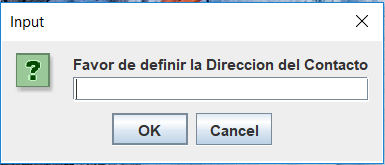 Input
Favor de definir la Direccion del Contacto
OK
Cancel